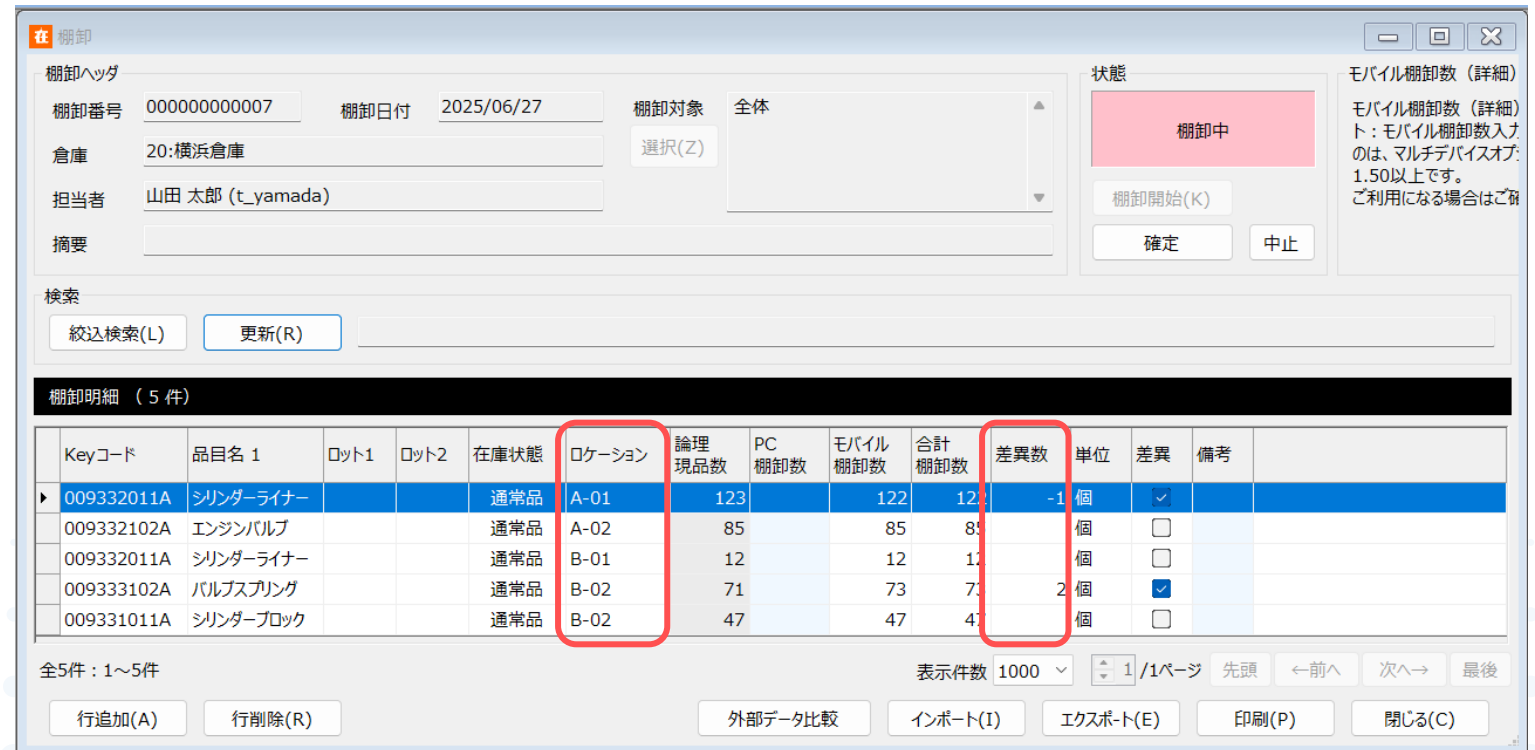 在 棚卸
棚卸ヘッダ
棚卸番号 000000000007 棚卸日付 2025/06/27 棚卸対象 全体
選択(Z)
倉庫 20:横浜倉庫
担当者 山田 太郎 (t_yamada)
摘要
状態
棚卸中
棚卸開始(K)
確定 中止
モバイル棚卸数（詳細）
モバイル棚卸数（詳細）
ト：モバイル棚卸数入力
のは、マルチデバイスオプシ
1.50以上です。
ご利用になる場合はご確
検索
絞込検索(L) 更新(R)
棚卸明細 （ 5 件）
Keyコード 品目名 1 ロット1 ロット2 在庫状態 ロケーション 論理現品数 PC棚卸数 モバイル棚卸数 合計棚卸数 差異数 単位 差異 備考
009332011A シリンダーライナー 通常品 A-01 123 122 122 -1 個
009332102A エンジンバルブ 通常品 A-02 85 85 85 個
009332011A シリンダーライナー 通常品 B-01 12 12 12 個
009333102A バルブスプリング 通常品 B-02 71 73 73 2 個
009331011A シリンダーブロック 通常品 B-02 47 47 47 個
全5件：1～5件 表示件数 1000 1 /1ページ 先頭 ←前へ 次へ→ 最後
行追加(A) 行削除(R) 外部データ比較 インポート(I) エクスポート(E) 印刷(P) 閉じる(C)